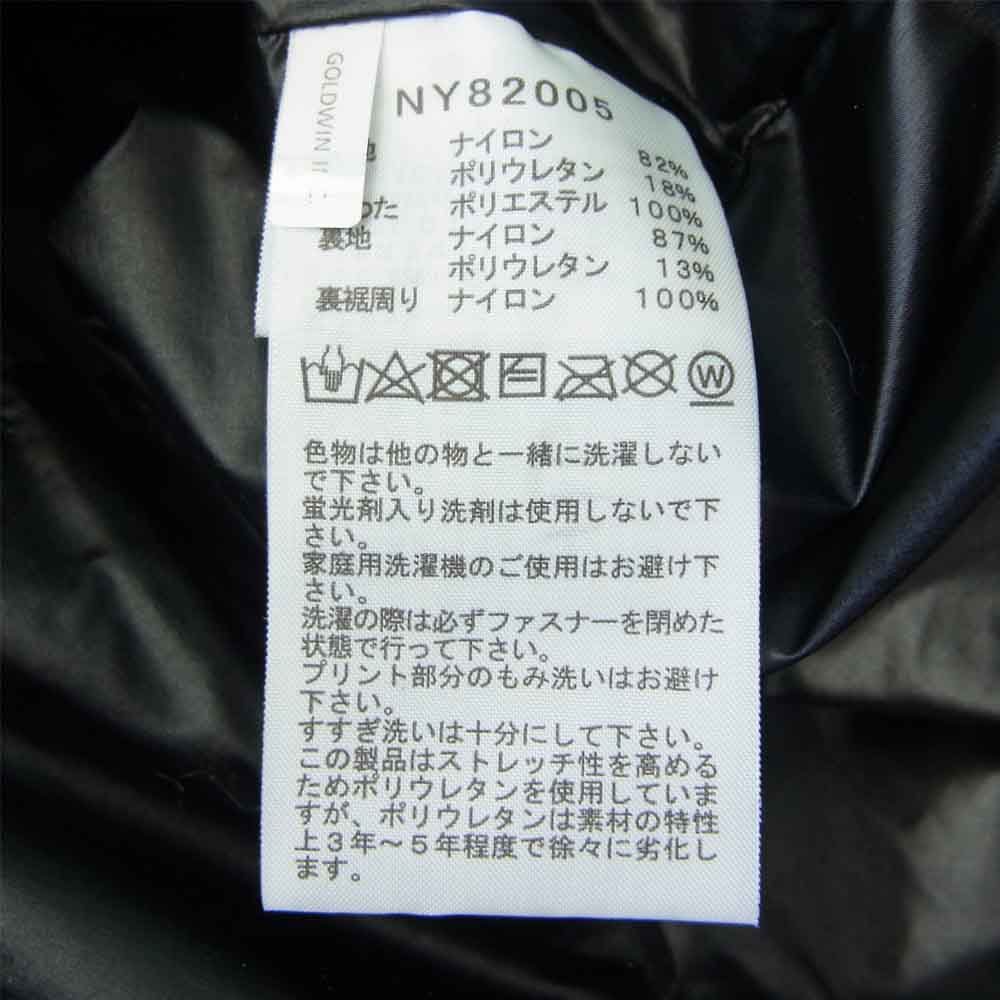 GOLDWIN
NY82005
地 ナイロン 82%
ポリウレタン 18%
わた ポリエステル 100%
裏地 ナイロン 87%
ポリウレタン 13%
裏裾周り ナイロン 100%
W
色物は他の物と一緒に洗濯しない
で下さい。
蛍光剤入り洗剤は使用しないで下
さい。
家庭用洗濯機のご使用はお避け下
さい。
洗濯の際は必ずファスナーを閉めた
状態で行って下さい。
プリント部分のもみ洗いはお避け
下さい。
すすぎ洗いは十分にして下さい。
この製品はストレッチ性を高める
ためポリウレタンを使用していま
すが、ポリウレタンは素材の特性
上3年～5年程度で徐々に劣化し
ます。